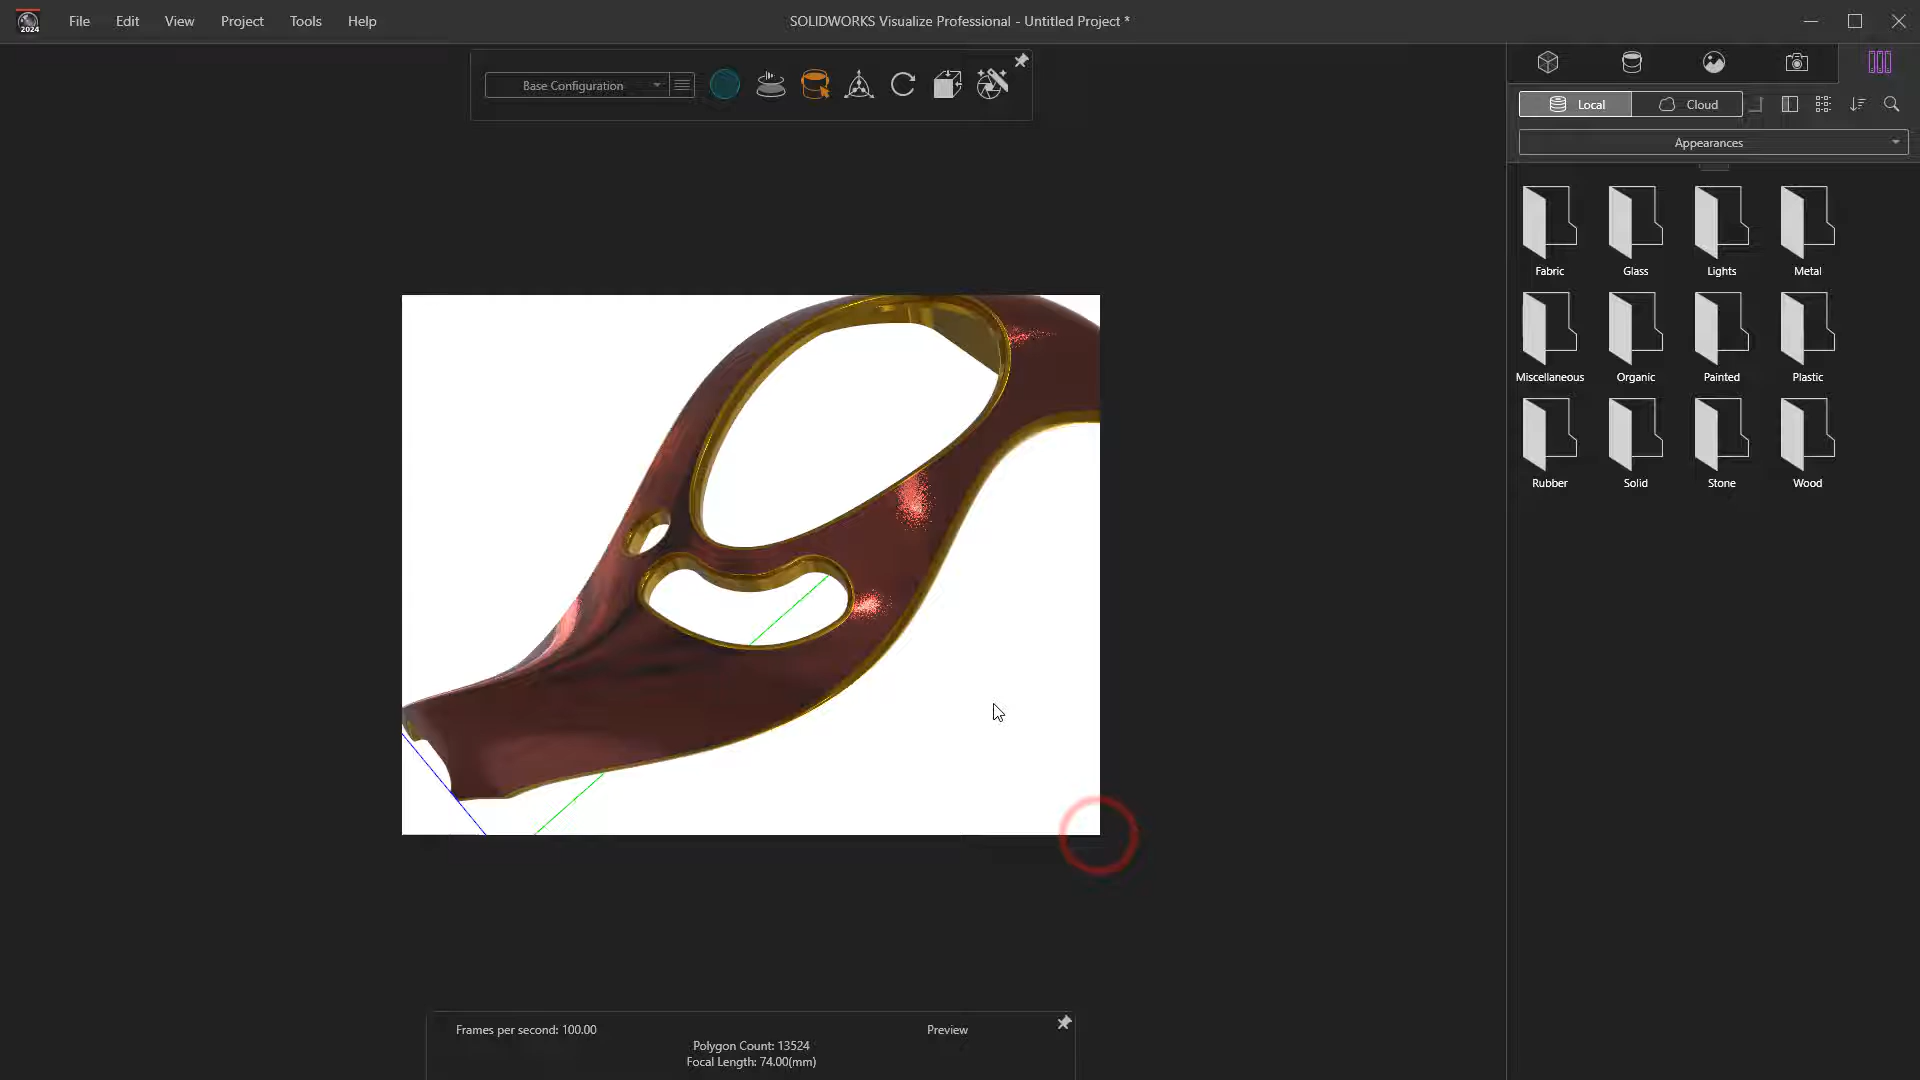 2024
File Edit View Project Tools Help
SOLIDWORKS Visualize Professional - Untitled Project *
Base Configuration
Local Cloud
Appearances
Fabric Glass Lights Metal
Miscellaneous Organic Painted Plastic
Rubber Solid Stone Wood
Frames per second: 100.00 Preview
Polygon Count: 13524
Focal Length: 74.00(mm)